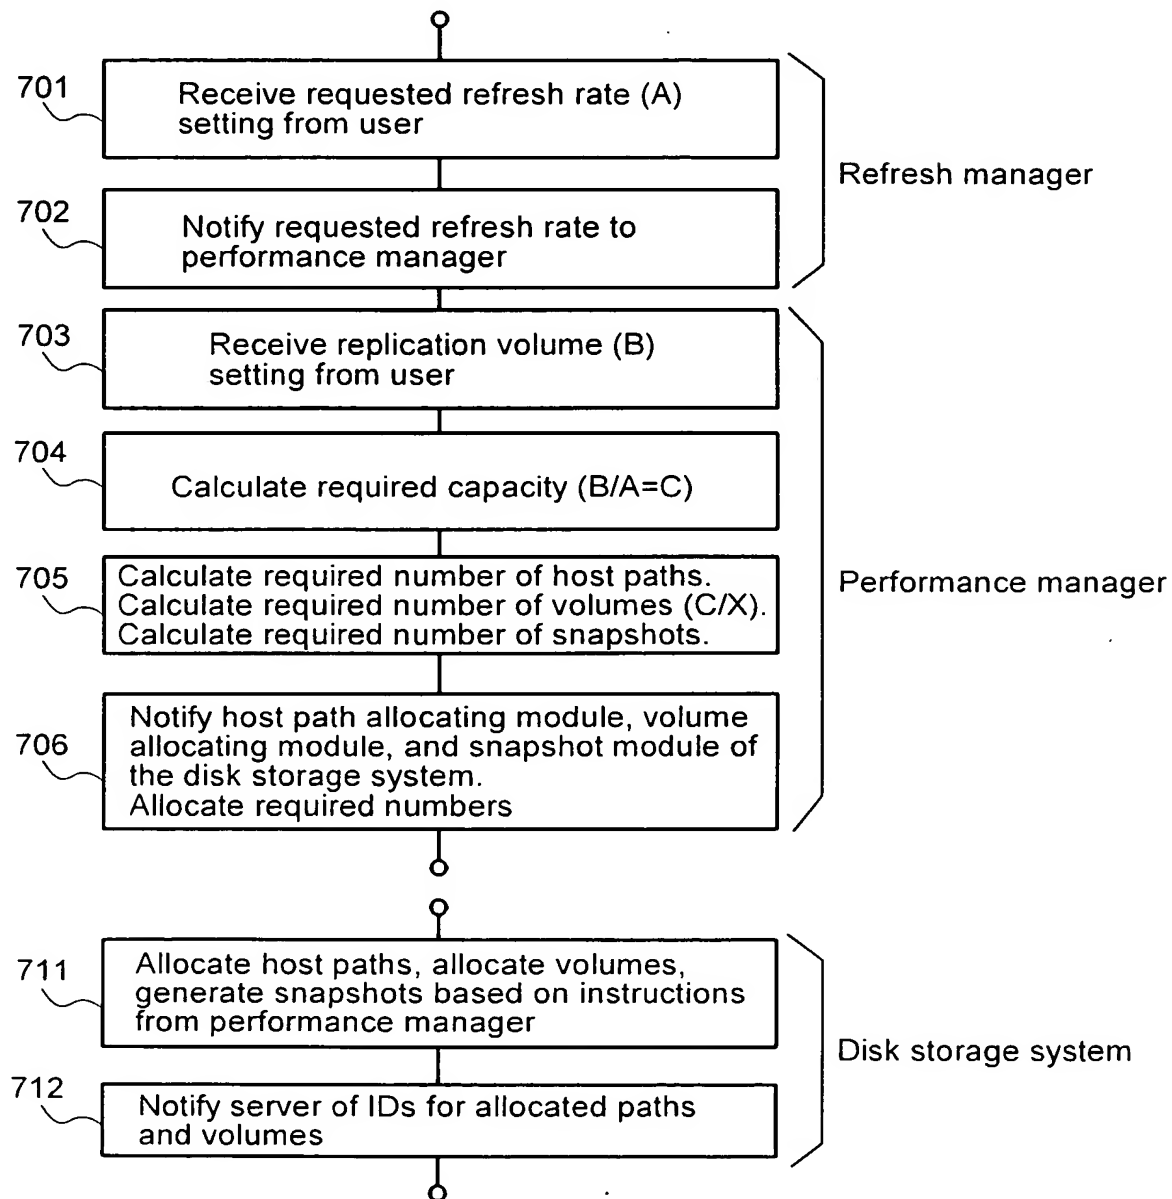 701
Receive requested refresh rate (A)
setting from user
Refresh manager
702
Notify requested refresh rate to
performance manager
703
Receive replication volume (B)
setting from user
704
Calculate required capacity (B/A=C)
705
Calculate required number of host paths.
Calculate required number of volumes (C/X).
Calculate required number of snapshots.
Performance manager
706
Notify host path allocating module, volume
allocating module, and snapshot module of
the disk storage system.
Allocate required numbers
711
Allocate host paths, allocate volumes,
generate snapshots based on instructions
from performance manager
Disk storage system
712
Notify server of IDs for allocated paths
and volumes